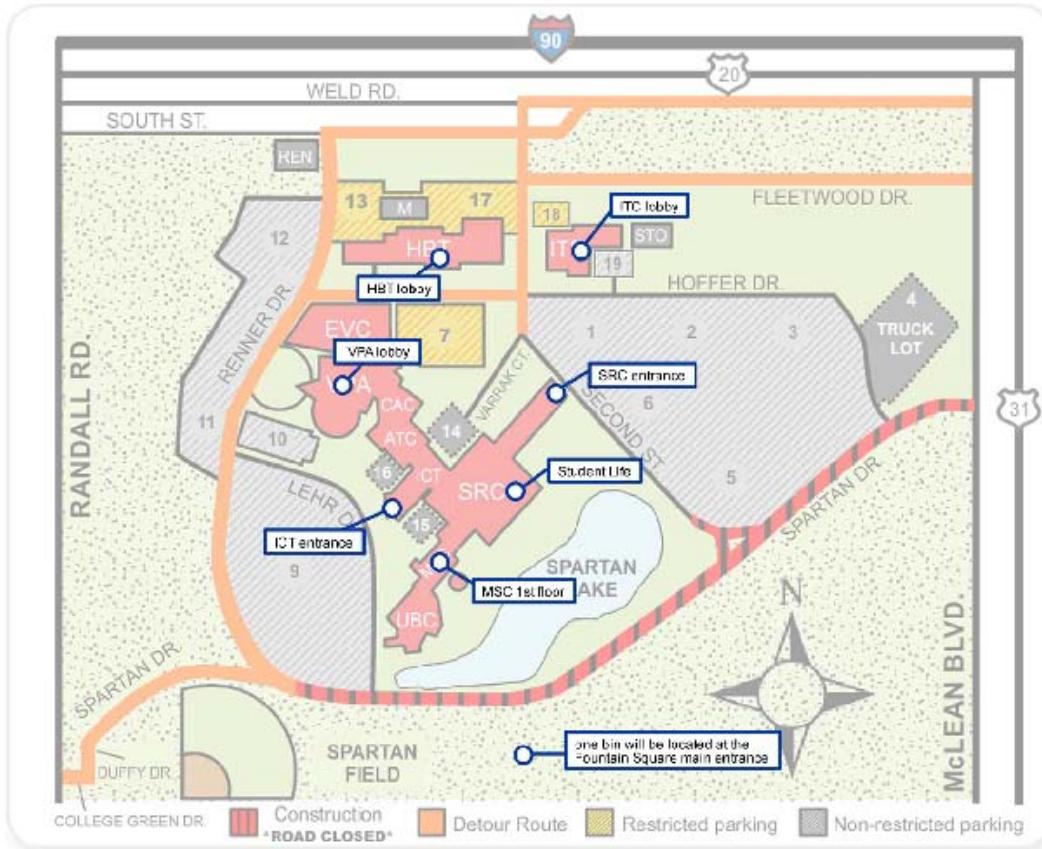 90
20
WELD RD.
SOUTH ST.
REN
13
17
M
18
ITC lobby
FLEETWOOD DR.
STO
12
HBT
19
HBT lobby
HOFFER DR.
4
TRUCK
LOT
RENNER DR.
EVC
7
1
2
3
VPA lobby
VARRAK CT.
SRC entrance
31
RANDALL RD.
CAC
6
11
10
ATC
14
SECOND ST.
16
ICT
SRC
Student Life
5
SPARTAN DR.
LEHR DR.
15
ICT entrance
9
MSC 1st floor
SPARTAN
LAKE
UBC
N
McLEAN BLVD.
SPARTAN DR.
SPARTAN
FIELD
one bin will be located at the
Fountain Square main entrance
DUFFY DR.
COLLEGE GREEN DR.
Construction
*ROAD CLOSED*
Detour Route
Restricted parking
Non-restricted parking